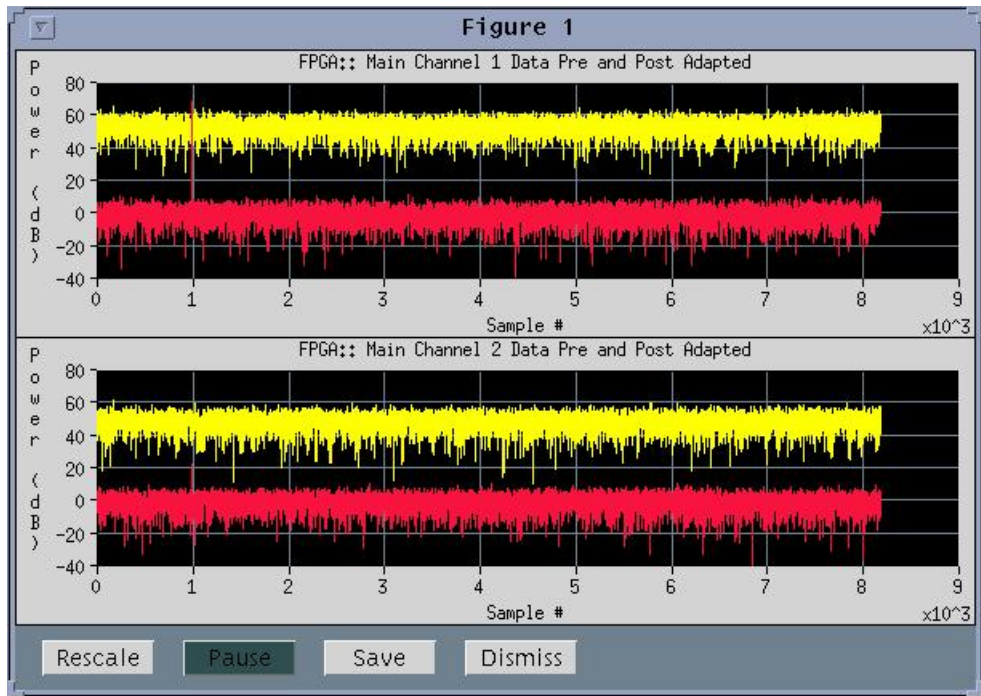 Figure 1
FPGA:: Main Channel 1 Data Pre and Post Adapted
Power (dB)
80
60
40
20
0
-20
-40
0 1 2 3 4 5 6 7 8 9
Sample #
x10^3
FPGA:: Main Channel 2 Data Pre and Post Adapted
Power (dB)
80
60
40
20
0
-20
-40
0 1 2 3 4 5 6 7 8 9
Sample #
x10^3
Rescale Pause Save Dismiss